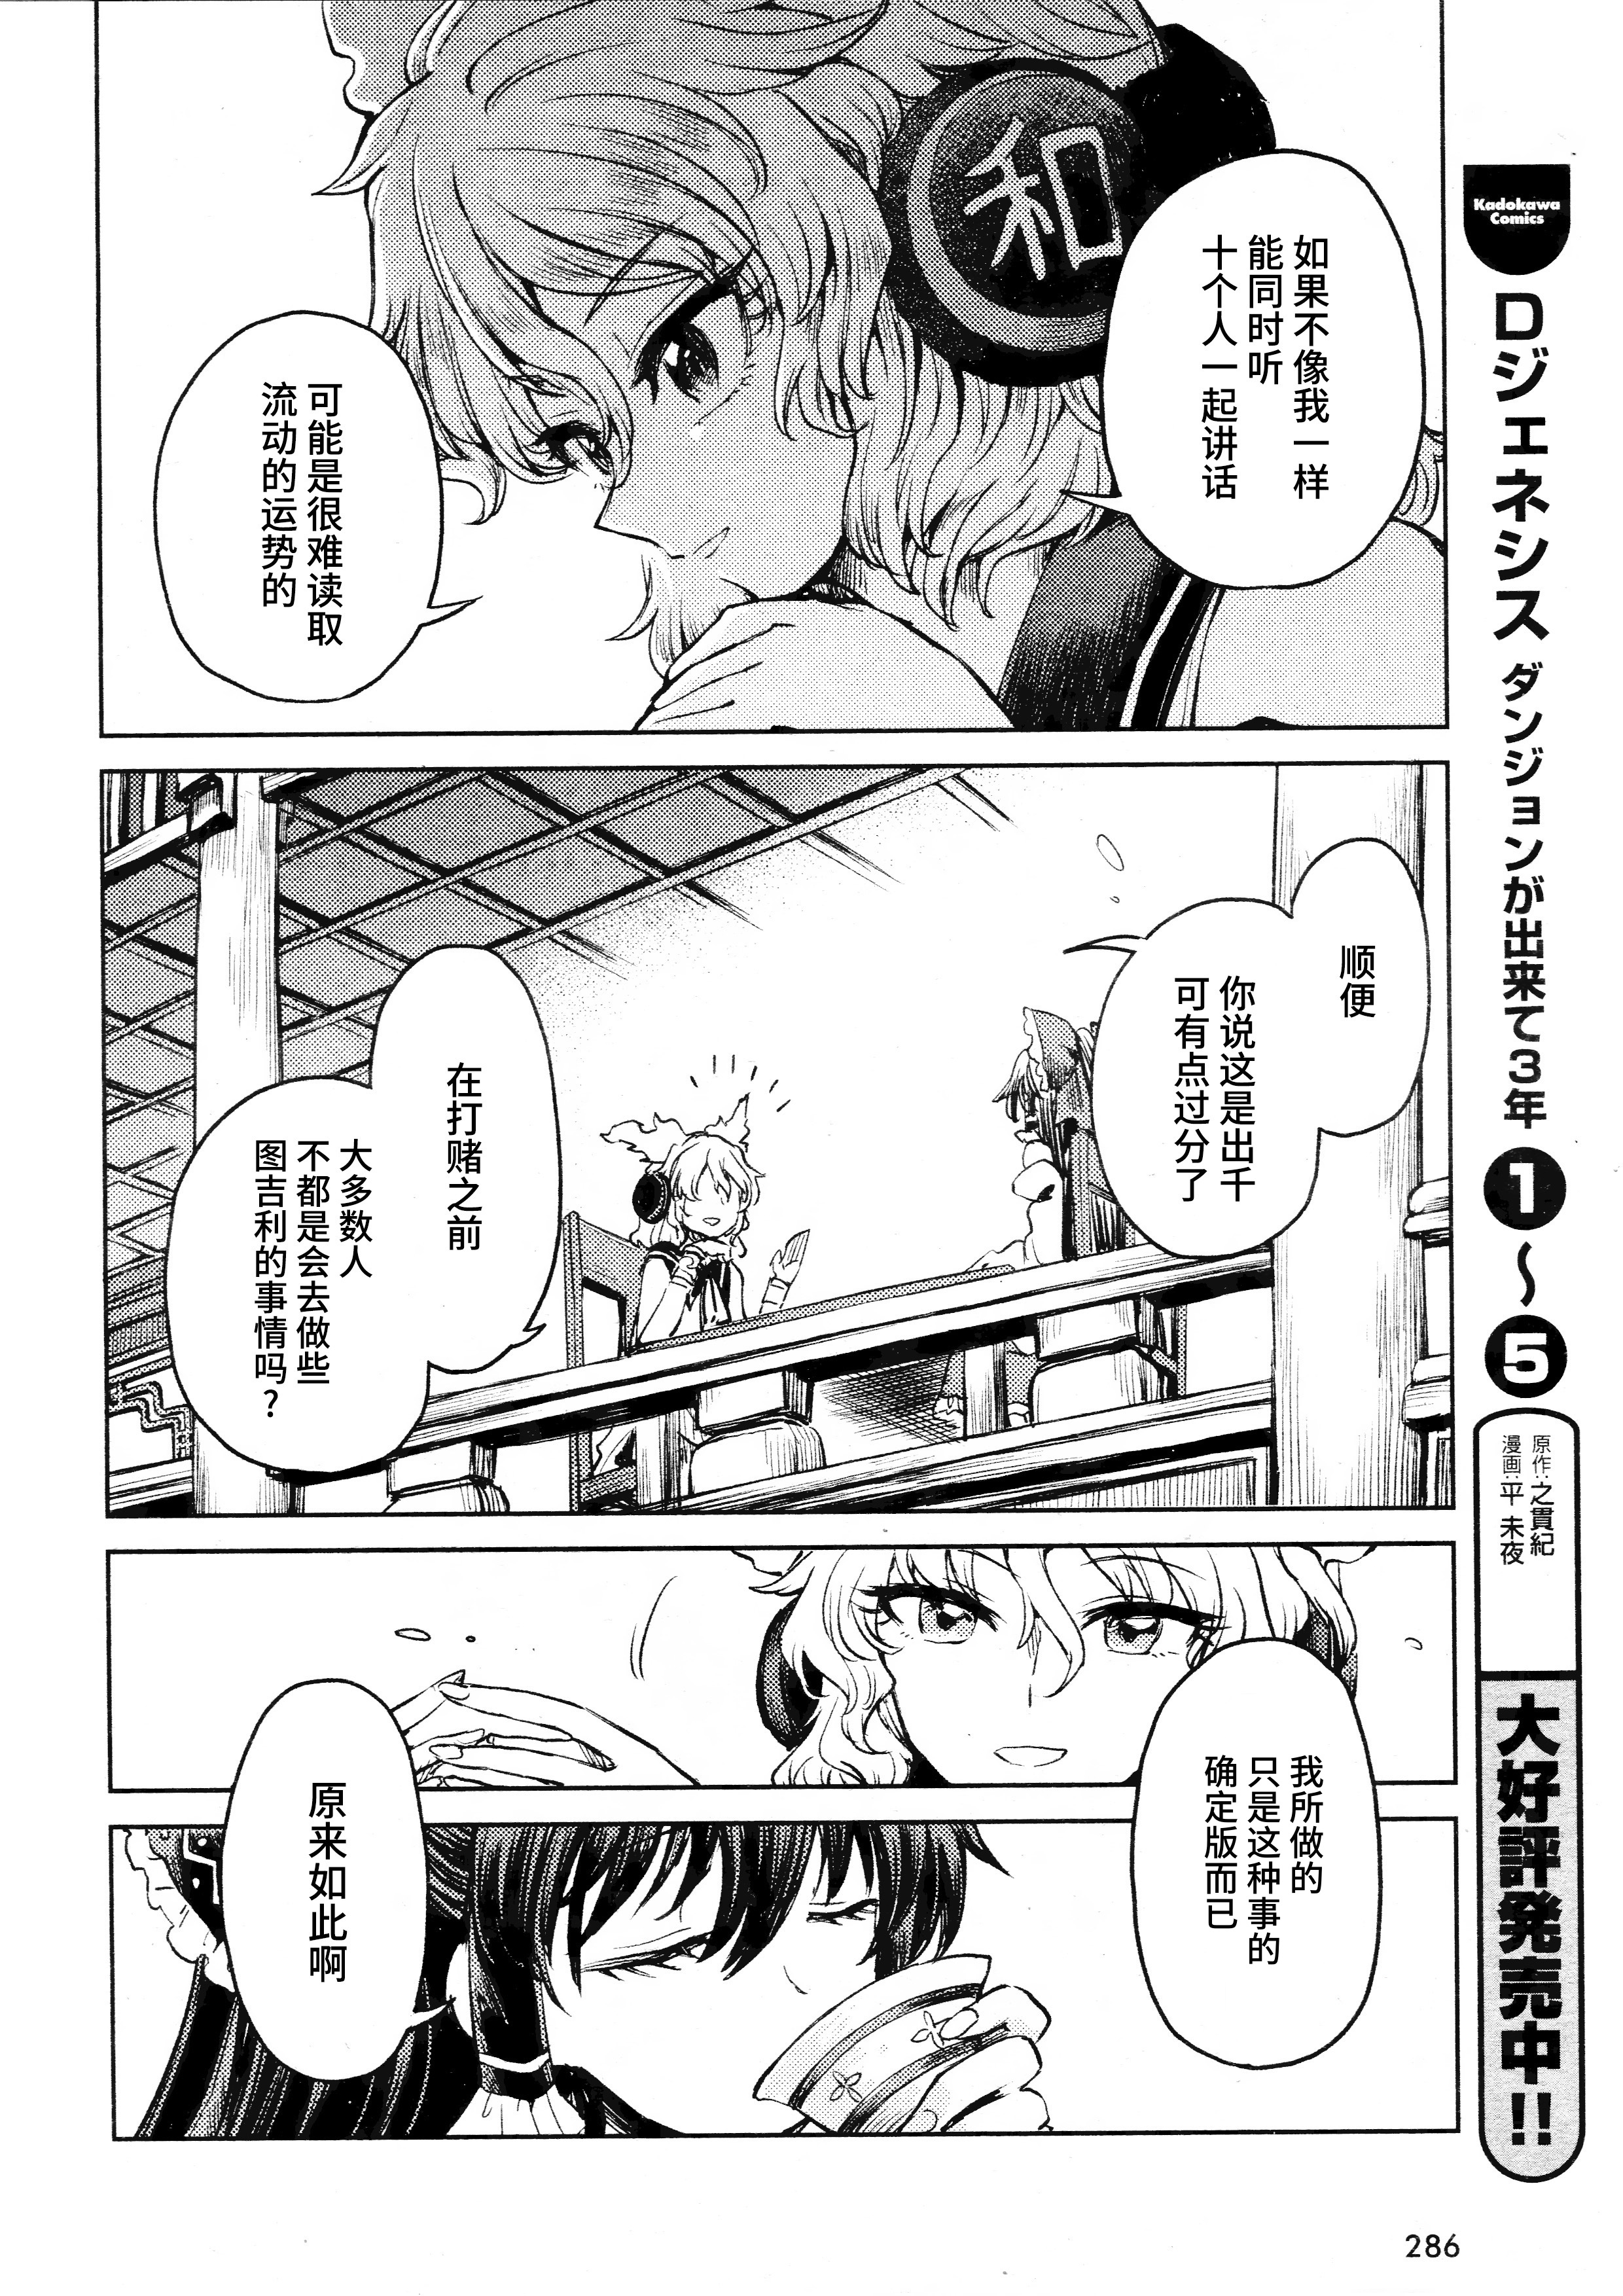 和
如果不像我一样
能同时听
十个人一起讲话
可能是很难读取
流动的运势的
顺便
你说这是出千
可有点过分了
在打赌之前
大多数人
不都是会去做些
图吉利的事情吗?
我所做的
只是这种事的
确定版而已
原来如此啊
Kadokawa
Comics
Dジェネシス ダンジョンが出来て3年 1～5
原作:之貫紀
漫画:平 未夜
大好評発売中!!
286